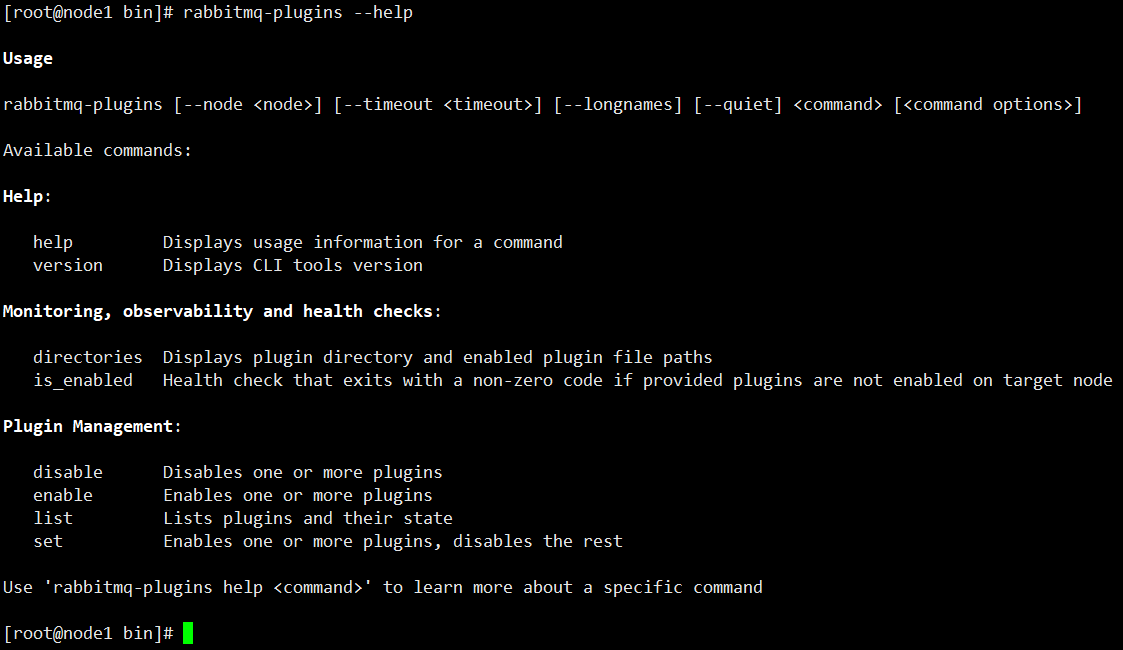 [root@node1 bin]# rabbitmq-plugins --help
Usage
rabbitmq-plugins [--node <node>] [--timeout <timeout>] [--longnames] [--quiet] <command> [<command options>]
Available commands:
Help:
help Displays usage information for a command
version Displays CLI tools version
Monitoring, observability and health checks:
directories Displays plugin directory and enabled plugin file paths
is_enabled Health check that exits with a non-zero code if provided plugins are not enabled on target node
Plugin Management:
disable Disables one or more plugins
enable Enables one or more plugins
list Lists plugins and their state
set Enables one or more plugins, disables the rest
Use 'rabbitmq-plugins help <command>' to learn more about a specific command
[root@node1 bin]#